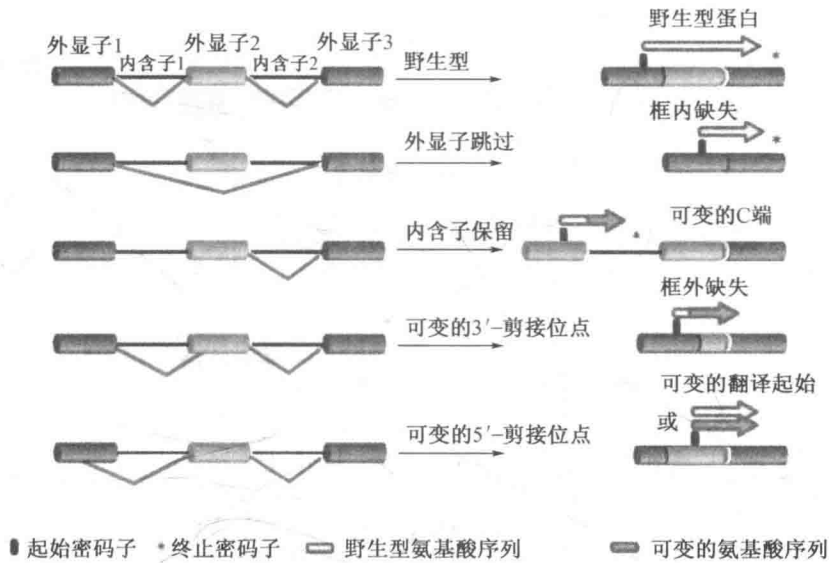 外显子1 外显子2 外显子3
内含子1 内含子2
野生型
野生型蛋白
*
外显子跳过
框内缺失
*
内含子保留
可变的C端
*
可变的3′-剪接位点
框外缺失
可变的5′-剪接位点
可变的翻译起始
或
起始密码子 *终止密码子 野生型氨基酸序列 可变的氨基酸序列